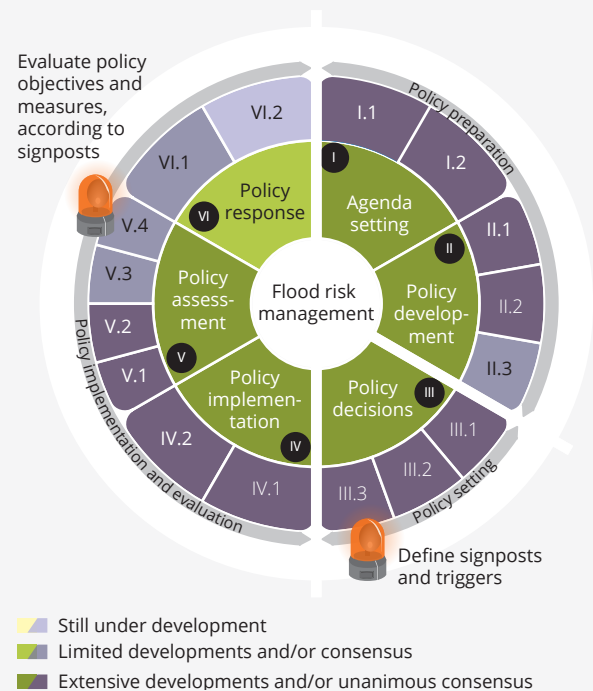 Evaluate policy
objectives and
measures,
according to
signposts
Policy preparation
VI.2
I.1
VI.1
I.2
I
Policy
response
VI
Agenda
setting
II
V.4
II.1
V.3
Policy
assess-
ment
V
Flood risk
management
Policy
develop-
ment
II.2
V.2
V.1
II.3
Policy
implemen-
tation
IV
Policy
decisions
III
IV.2
III.1
IV.1
III.2
III.3
Policy implementation and evaluation
Policy setting
Define signposts
and triggers
Still under development
Limited developments and/or consensus
Extensive developments and/or unanimous consensus